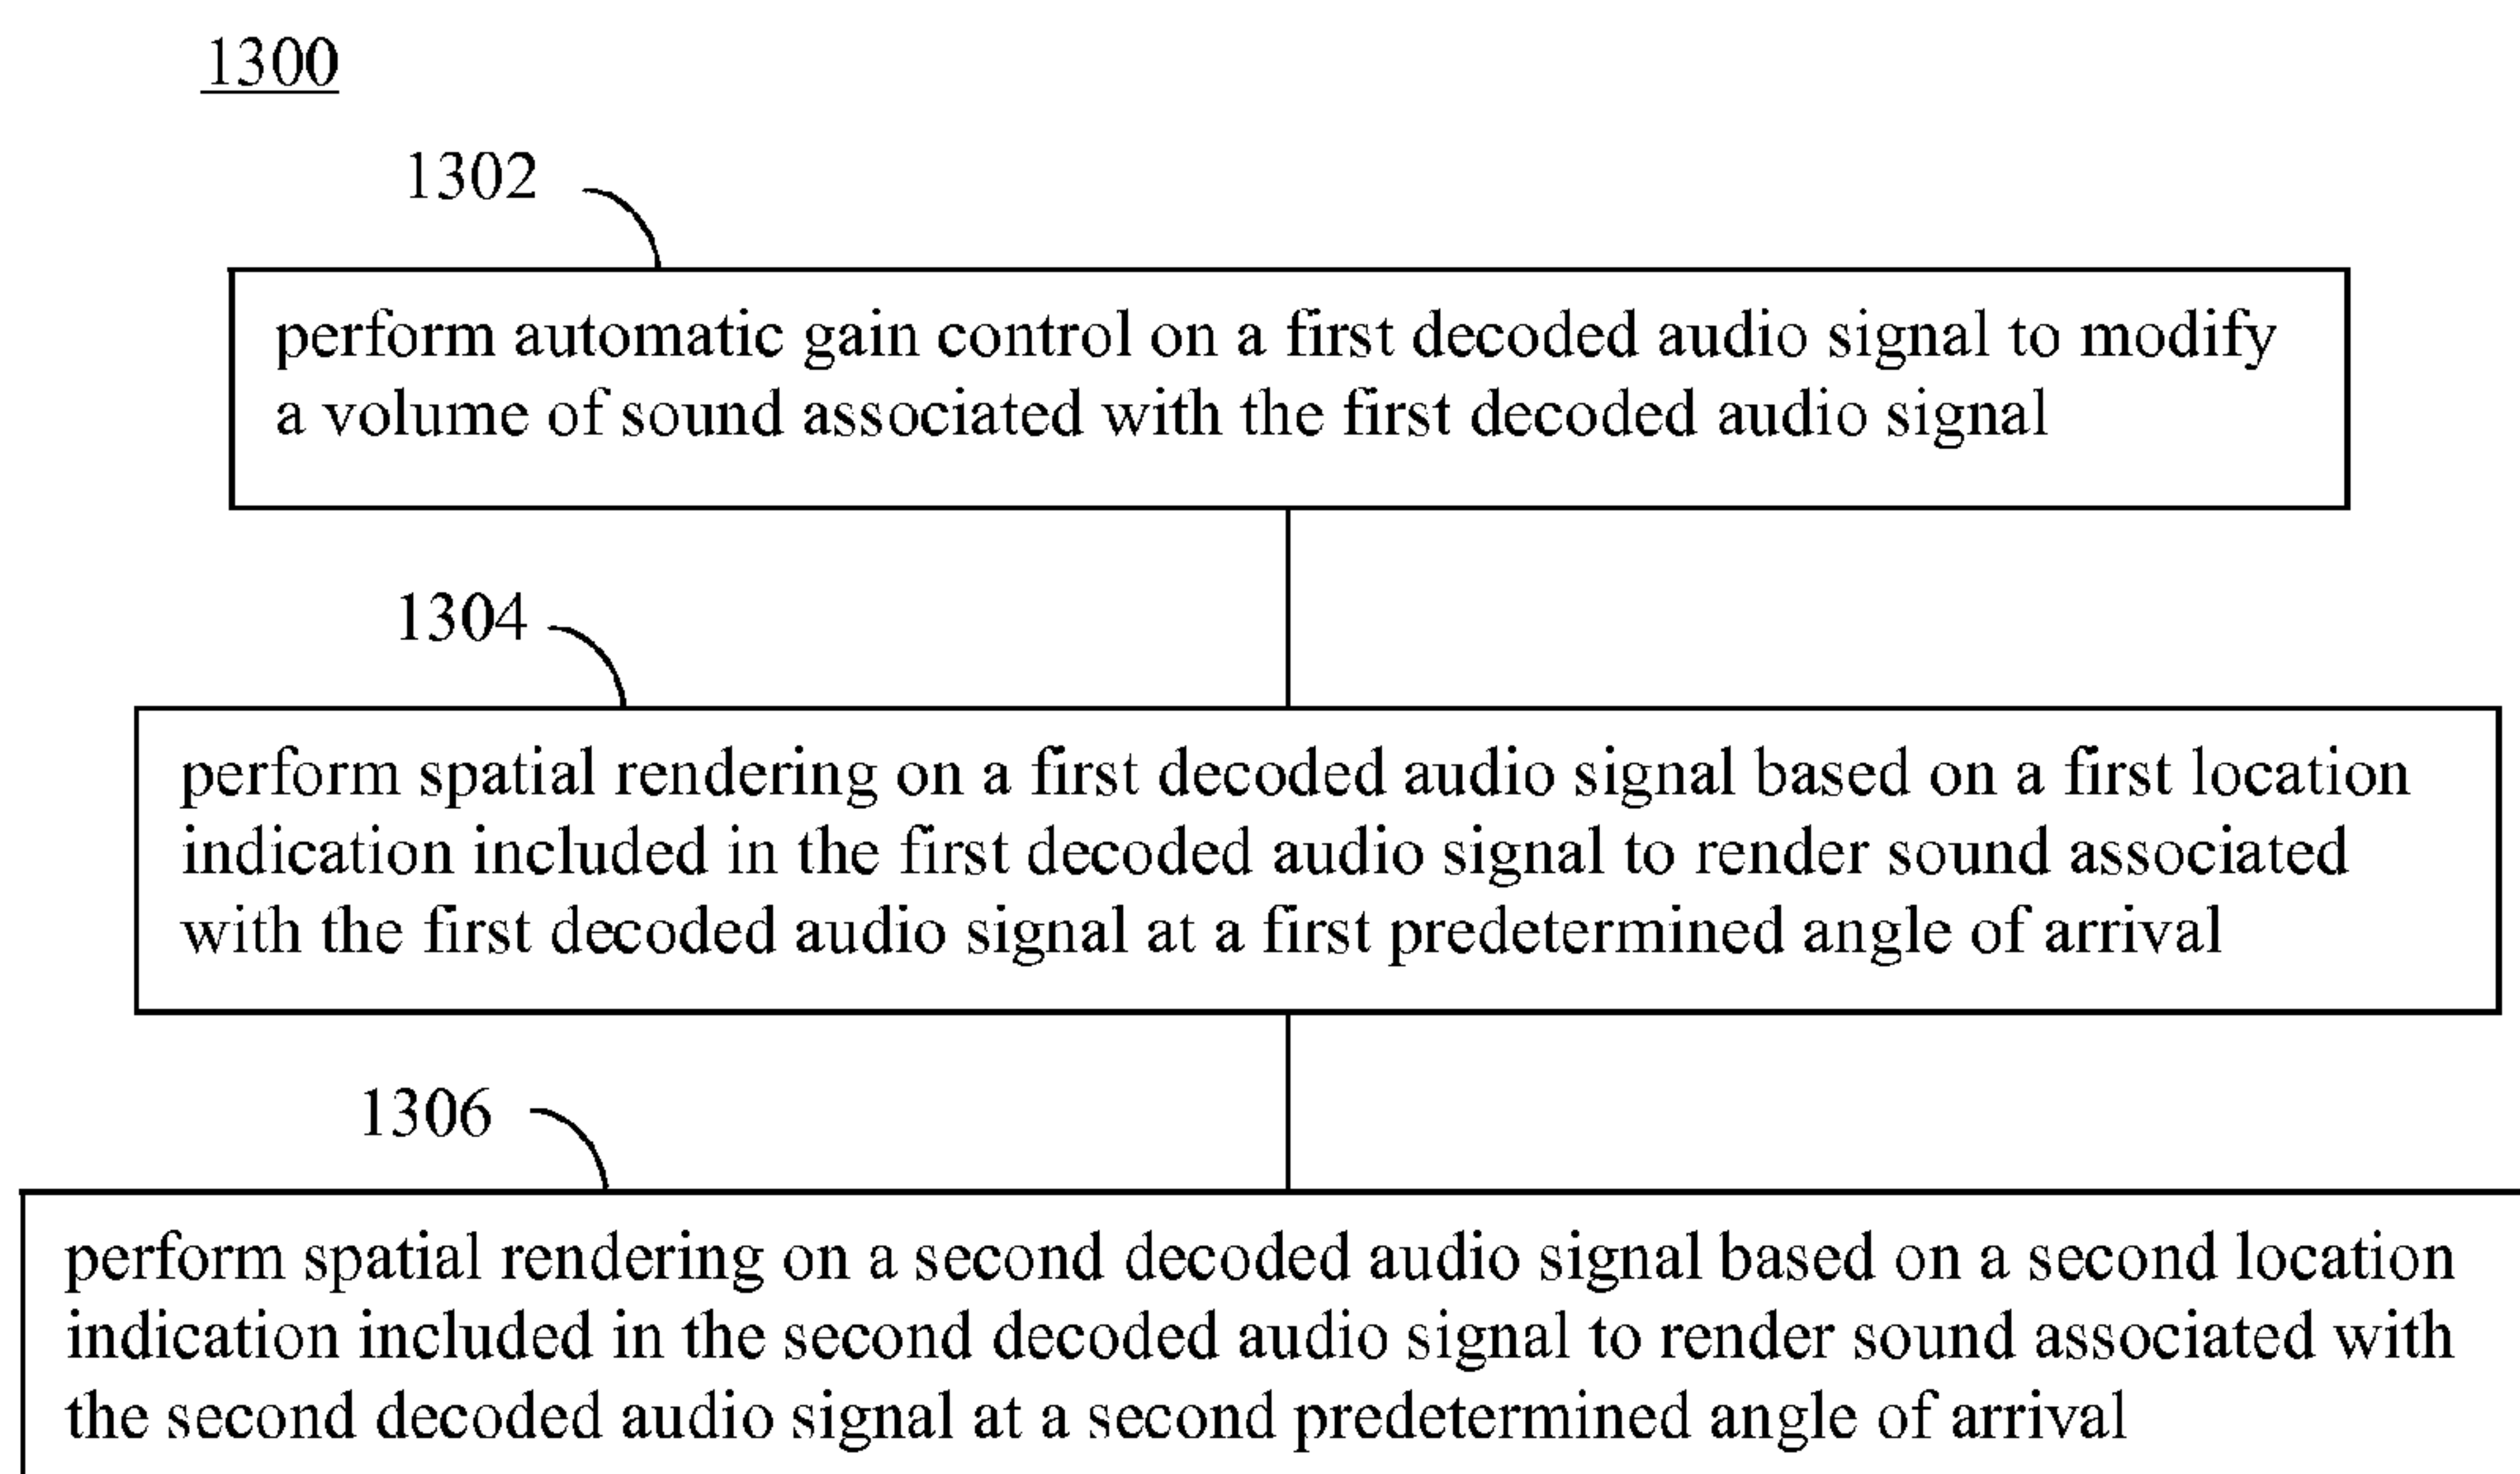 1300
1302
perform automatic gain control on a first decoded audio signal to modify
a volume of sound associated with the first decoded audio signal
1304
perform spatial rendering on a first decoded audio signal based on a first location
indication included in the first decoded audio signal to render sound associated
with the first decoded audio signal at a first predetermined angle of arrival
1306
perform spatial rendering on a second decoded audio signal based on a second location
indication included in the second decoded audio signal to render sound associated with
the second decoded audio signal at a second predetermined angle of arrival